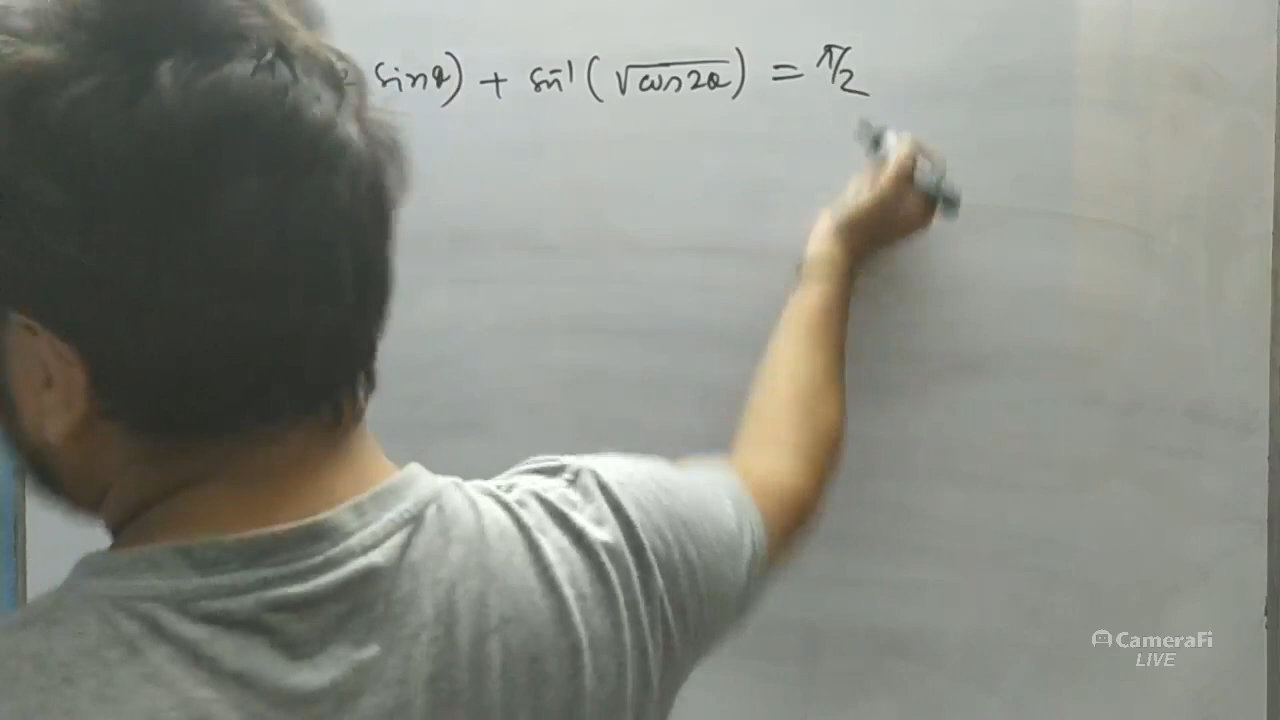 sinθ) + sin⁻¹(√cos2θ) = π/2
CameraFi
LIVE